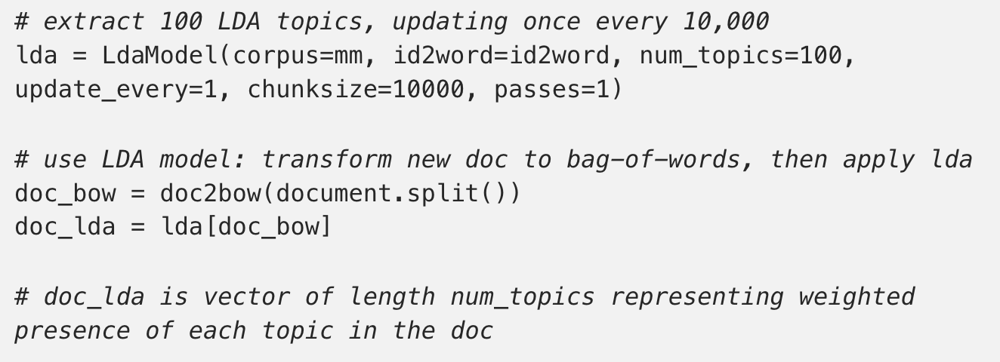 # extract 100 LDA topics, updating once every 10,000
lda = LdaModel(corpus=mm, id2word=id2word, num_topics=100,
update_every=1, chunksize=10000, passes=1)
# use LDA model: transform new doc to bag-of-words, then apply lda
doc_bow = doc2bow(document.split())
doc_lda = lda[doc_bow]
# doc_lda is vector of length num_topics representing weighted
presence of each topic in the doc